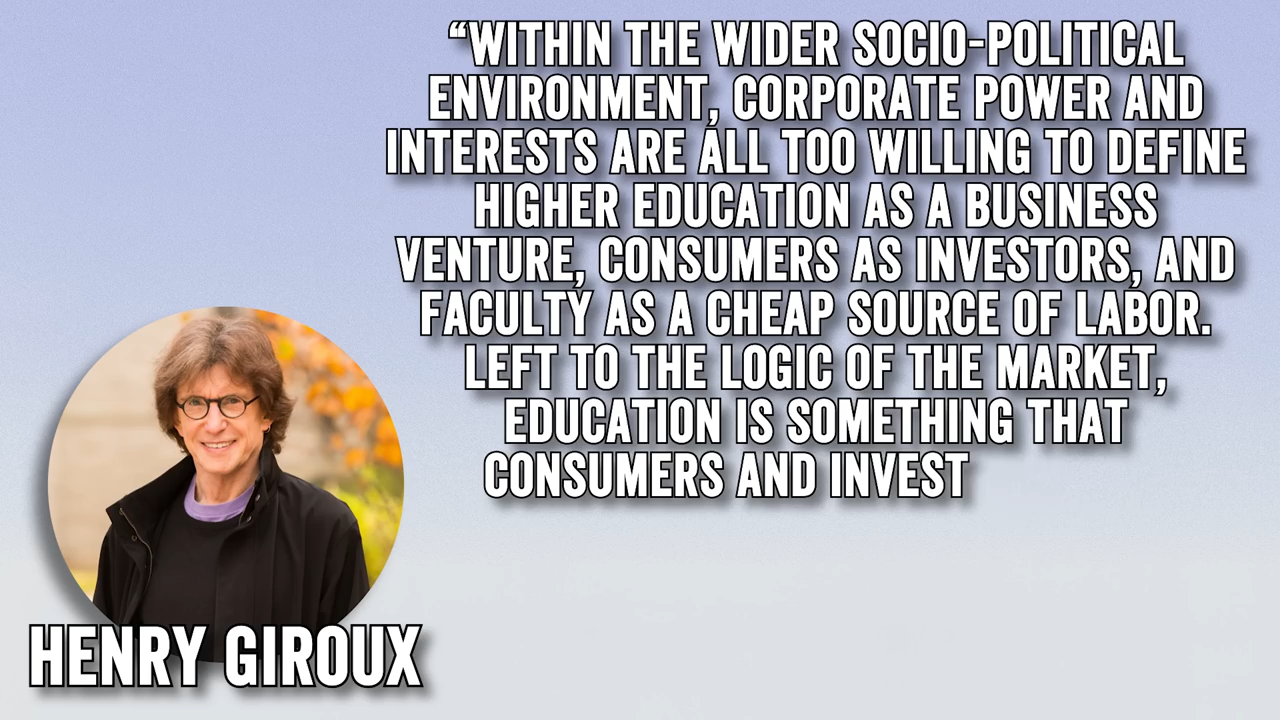 “WITHIN THE WIDER SOCIO-POLITICAL
ENVIRONMENT, CORPORATE POWER AND
INTERESTS ARE ALL TOO WILLING TO DEFINE
HIGHER EDUCATION AS A BUSINESS
VENTURE, CONSUMERS AS INVESTORS, AND
FACULTY AS A CHEAP SOURCE OF LABOR.
LEFT TO THE LOGIC OF THE MARKET,
EDUCATION IS SOMETHING THAT
CONSUMERS AND INVEST
HENRY GIROUX